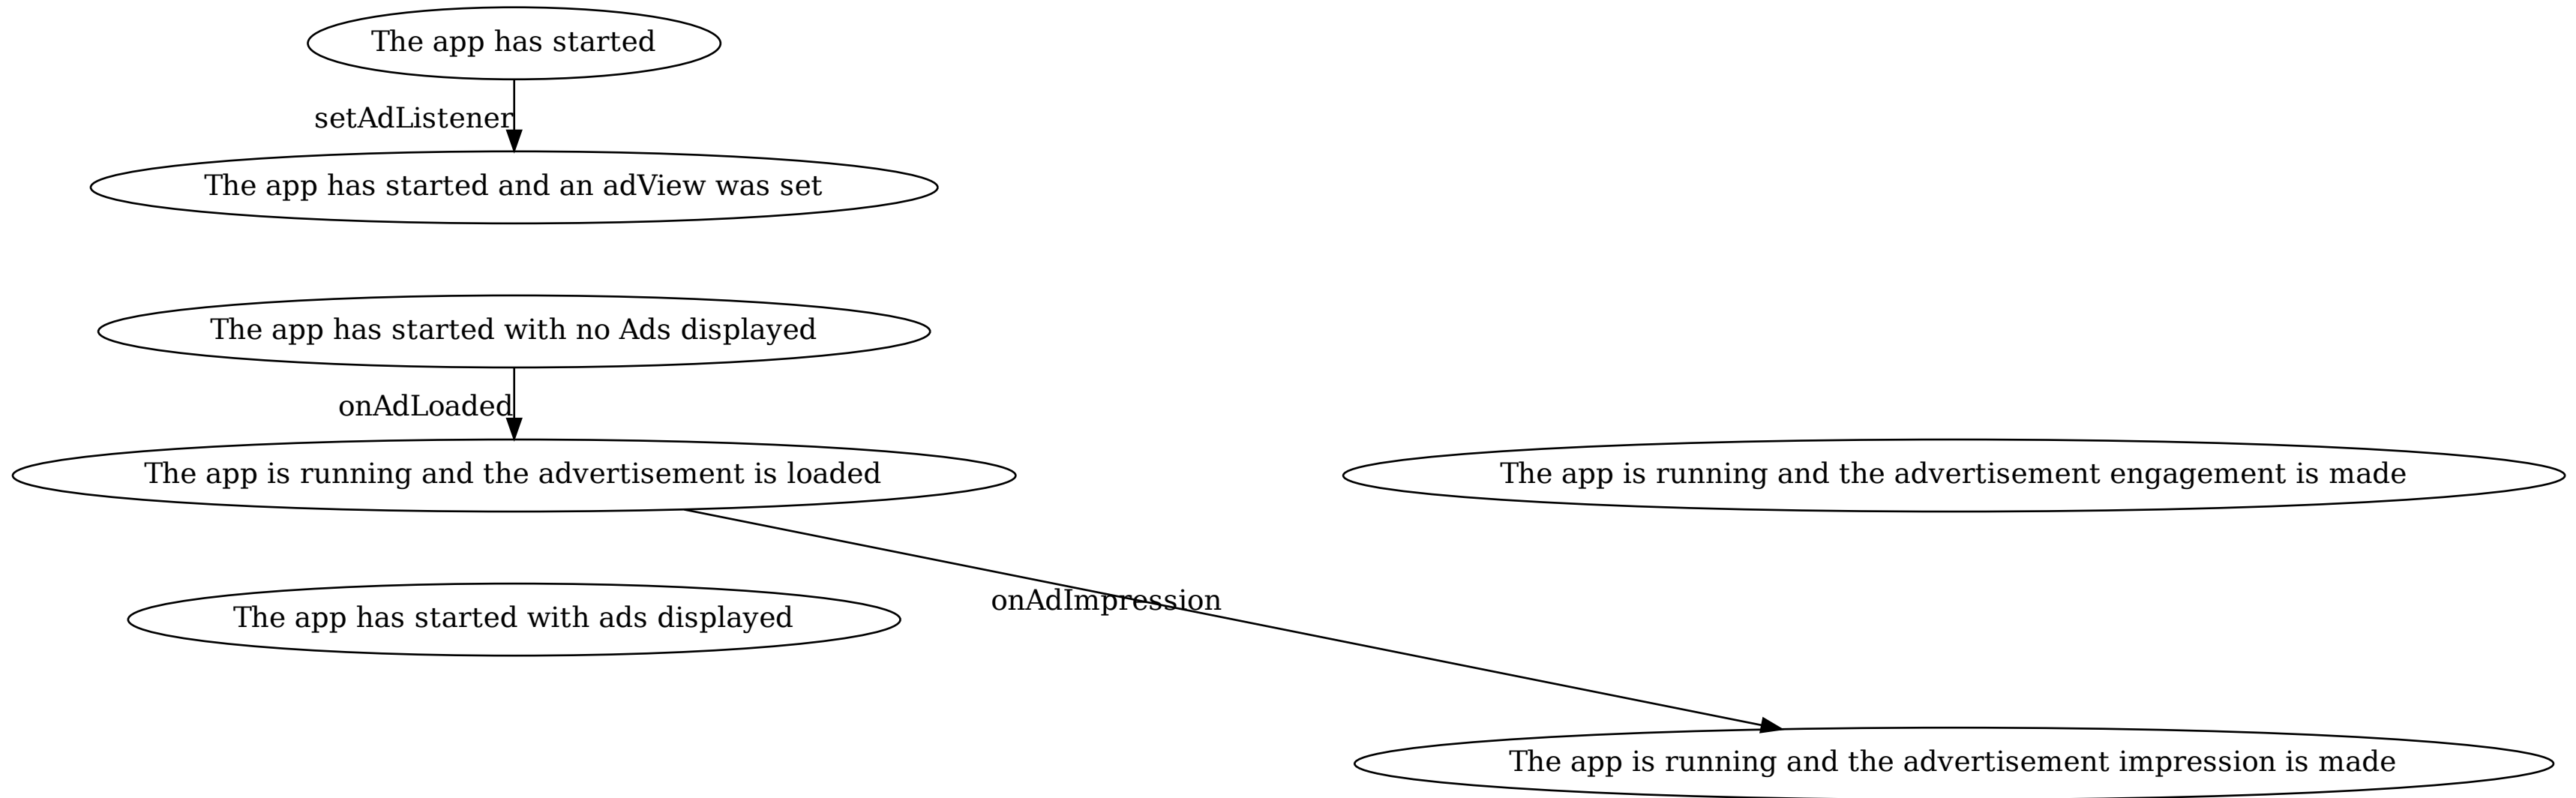 The app has started
setAdListener
The app has started and an adView was set
The app has started with no Ads displayed
onAdLoaded
The app is running and the advertisement is loaded
The app is running and the advertisement engagement is made
onAdImpression
The app has started with ads displayed
The app is running and the advertisement impression is made